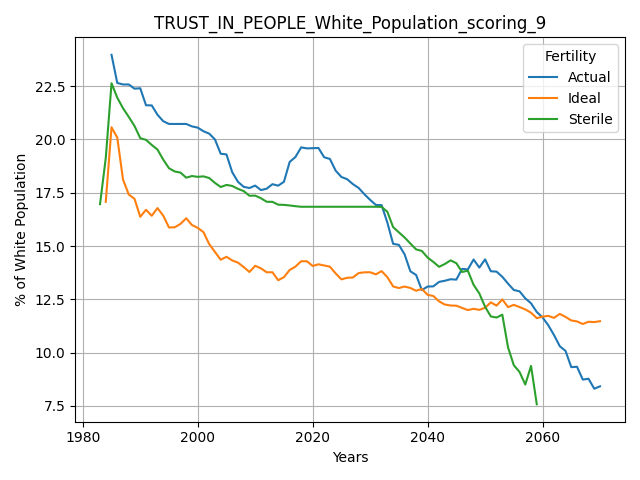 TRUST_IN_PEOPLE_White_Population_scoring_9
Fertility
Actual
Ideal
Sterile
% of White Population
22.5
20.0
17.5
15.0
12.5
10.0
7.5
1980 2000 2020 2040 2060
Years